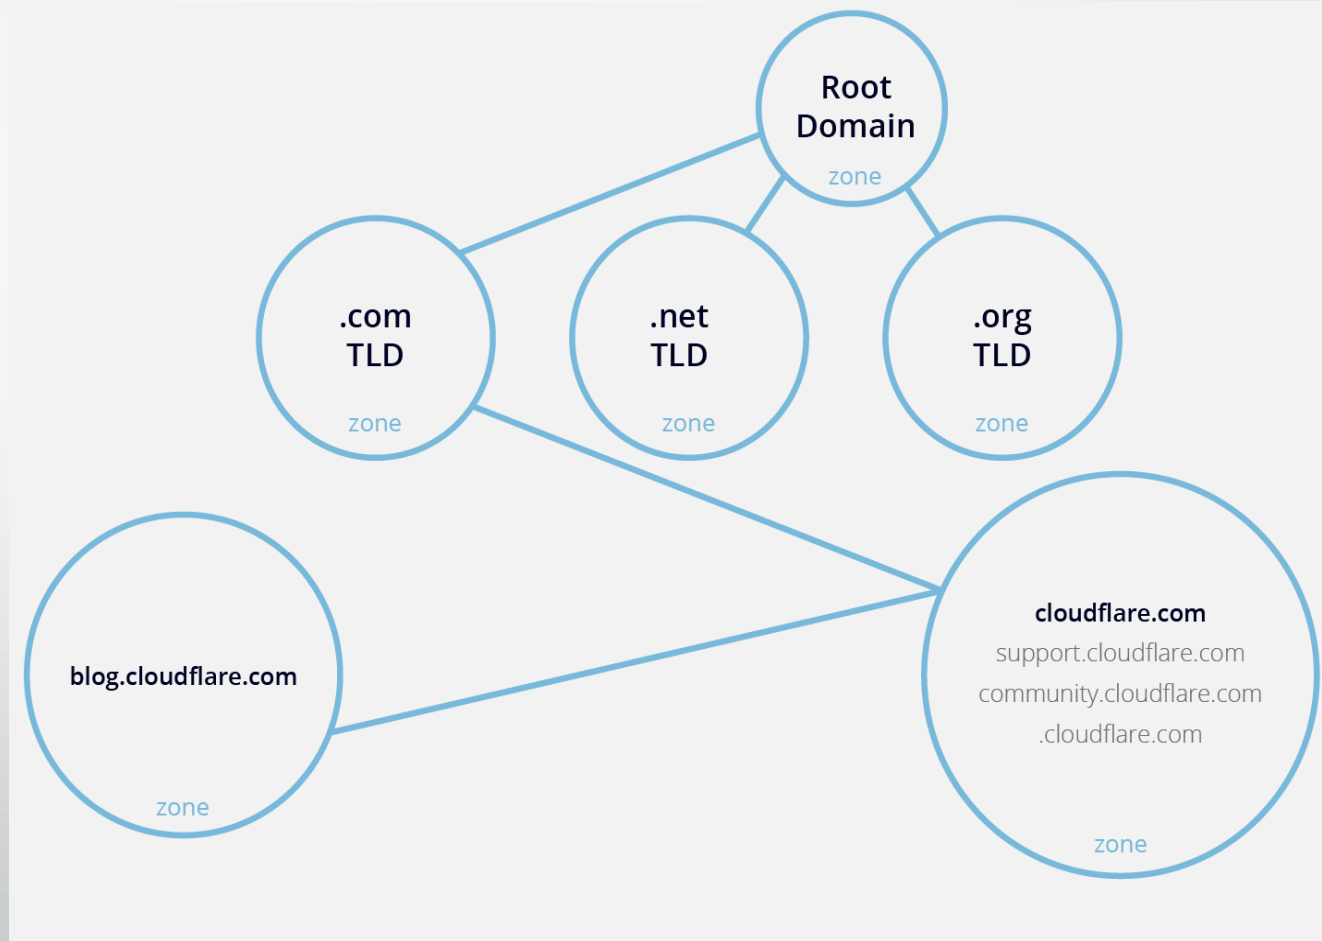 Root
Domain
zone
.com
TLD
zone
.net
TLD
zone
.org
TLD
zone
blog.cloudflare.com
zone
cloudflare.com
support.cloudflare.com
community.cloudflare.com
.cloudflare.com
zone